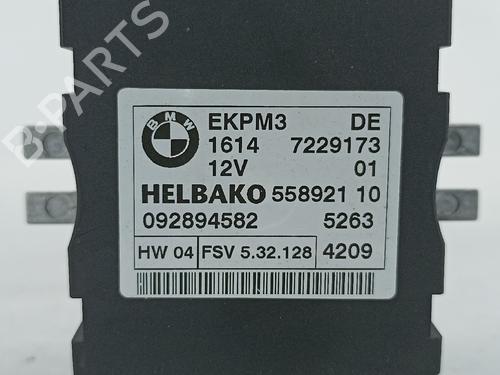 B-PARTS
BMW
EKPM3 DE
1614 7229173
12V 01
HELBAKO 558921 10
092894582 5263
HW 04 FSV 5.32.128 4209